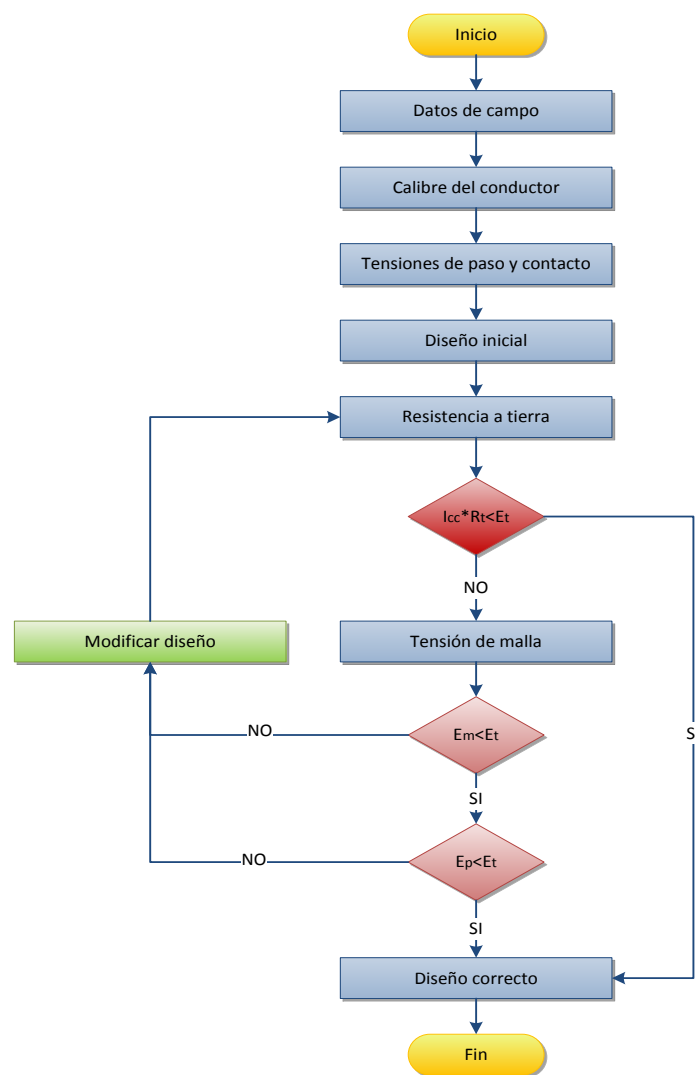 Inicio
Datos de campo
Calibre del conductor
Tensiones de paso y contacto
Diseño inicial
Resistencia a tierra
Icc*Rt<Et
NO
Modificar diseño
Tensión de malla
NO
Em<Et
S
SI
NO
Ep<Et
SI
Diseño correcto
Fin